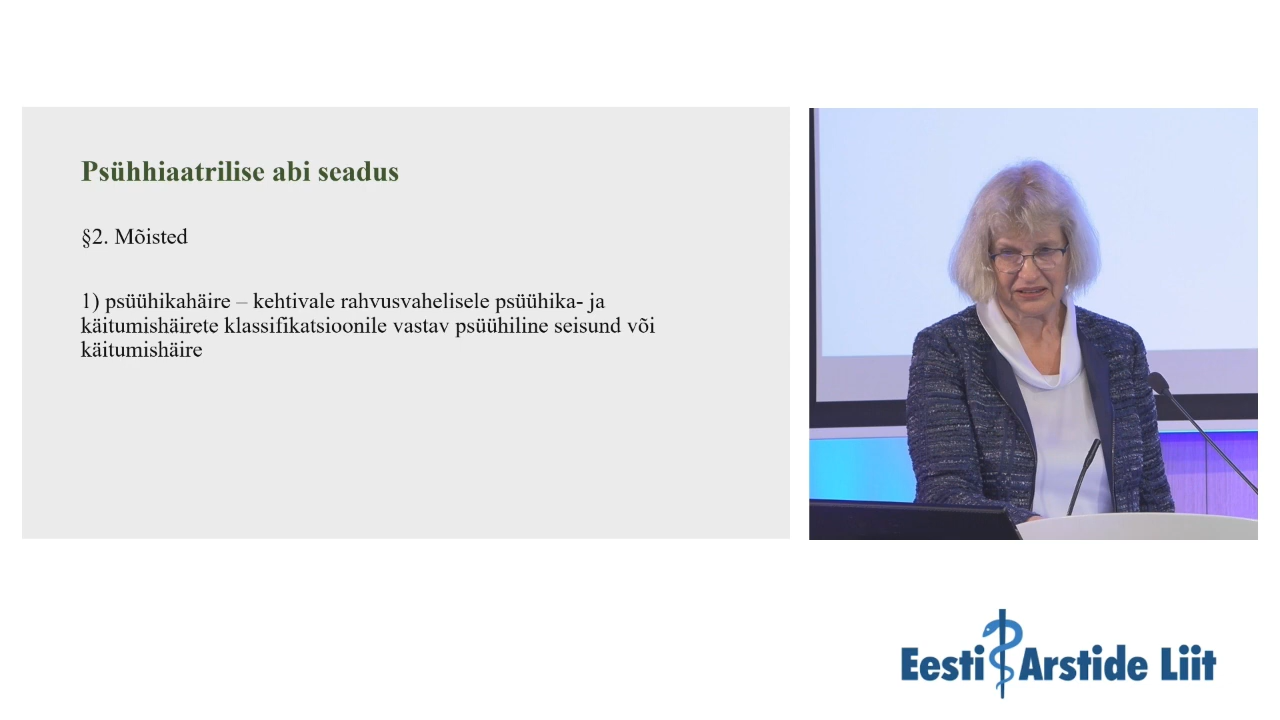 Psühhiaatrilise abi seadus
§2. Mõisted
1) psüühikahäire – kehtivale rahvusvahelisele psüühika- ja
käitumishäirete klassifikatsioonile vastav psüühiline seisund või
käitumishäire
Eesti Arstide Liit